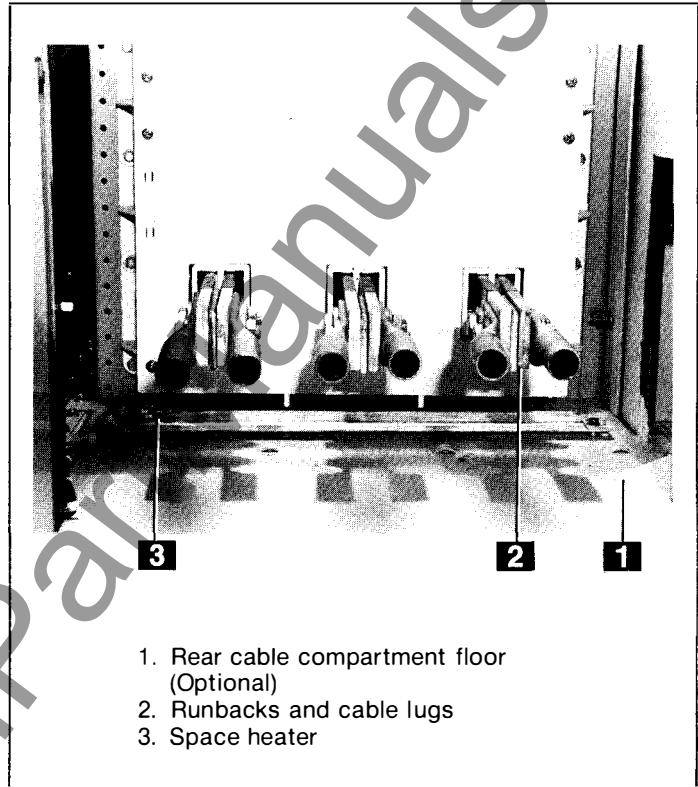 3
2
1
1. Rear cable compartment floor
(Optional)
2. Runbacks and cable lugs
3. Space heater